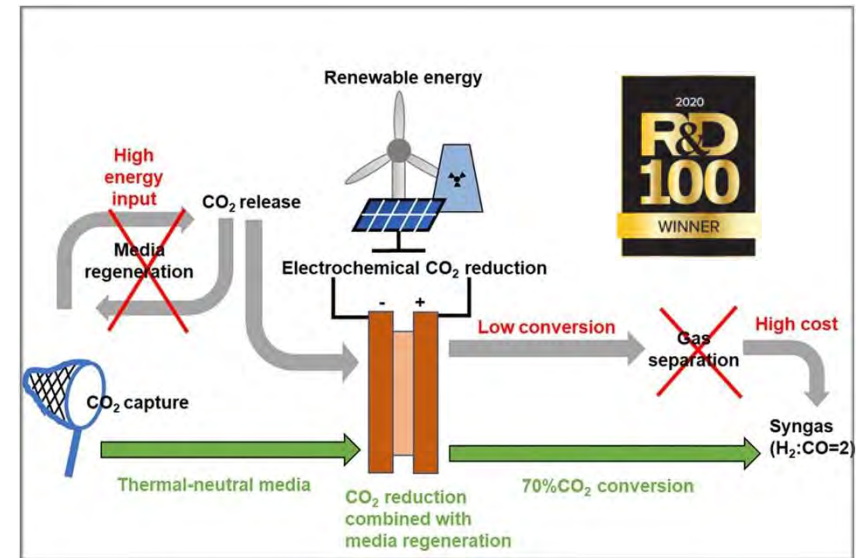 Renewable energy
2020
R&D
100
WINNER
High
energy
input
CO₂ release
Media
regeneration
Electrochemical CO₂ reduction
- +
Low conversion
Gas
separation
High cost
CO₂ capture
Syngas
(H₂:CO=2)
Thermal-neutral media
CO₂ reduction
combined with
media regeneration
70%CO₂ conversion